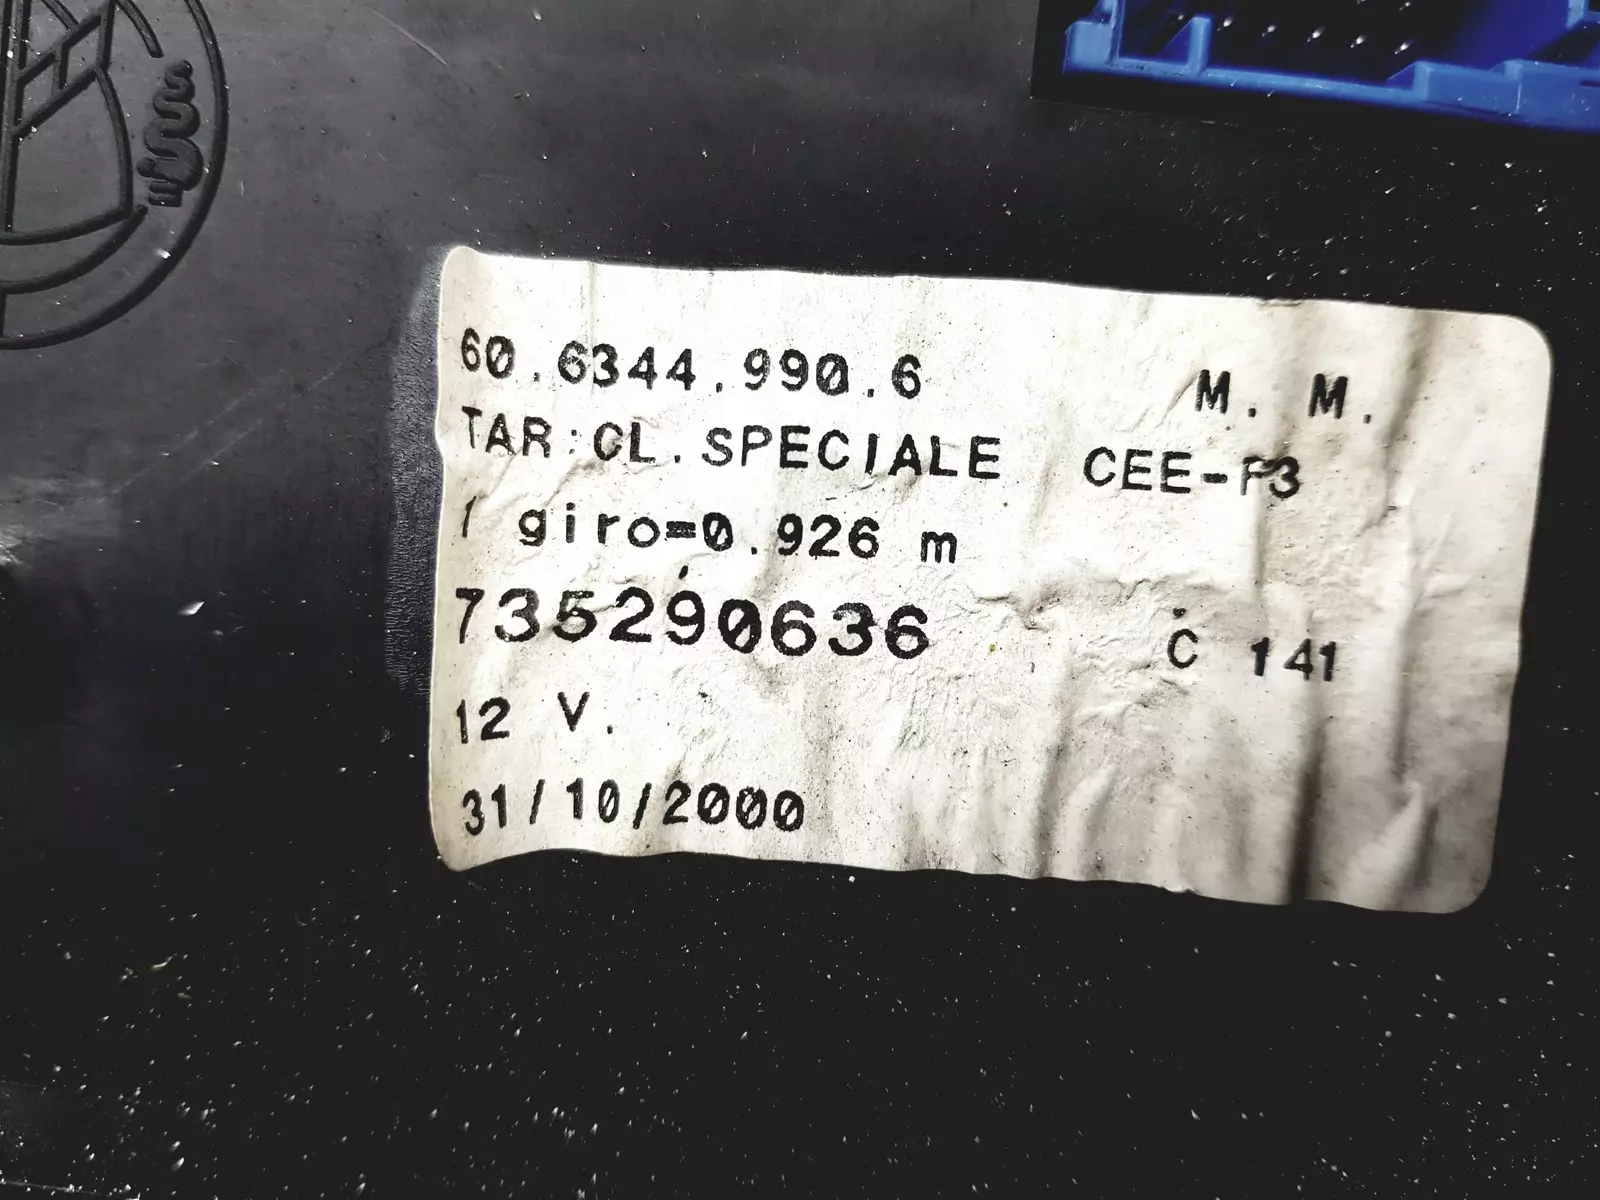 60.6344.990.6 M. M.
TAR:CL.SPECIALE CEE-F3
1 giro=0.926 m
735290636 C 141
12 V.
31/10/2000